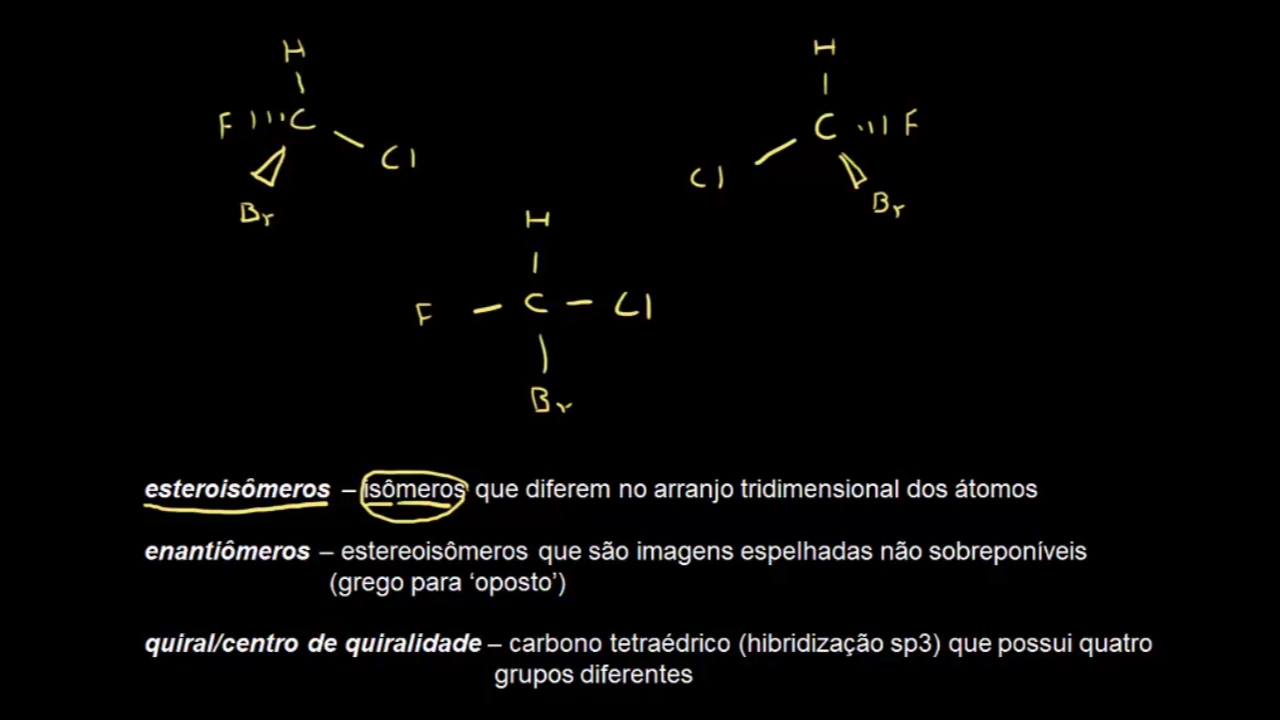 H
H
F C
C F
Cl
Cl
Br
Br
H
F C Cl
Br
esteroisômeros – isômeros que diferem no arranjo tridimensional dos átomos
enantiômeros – estereoisômeros que são imagens espelhadas não sobreponíveis
(grego para ‘oposto’)
quiral/centro de quiralidade – carbono tetraédrico (hibridização sp3) que possui quatro
grupos diferentes